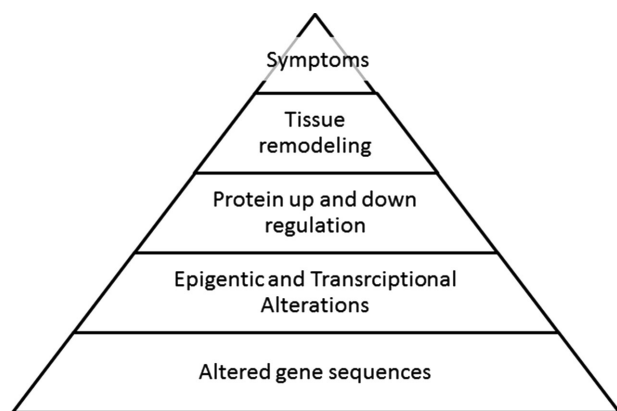 Symptoms
Tissue
remodeling
Protein up and down
regulation
Epigentic and Transrciptional
Alterations
Altered gene sequences